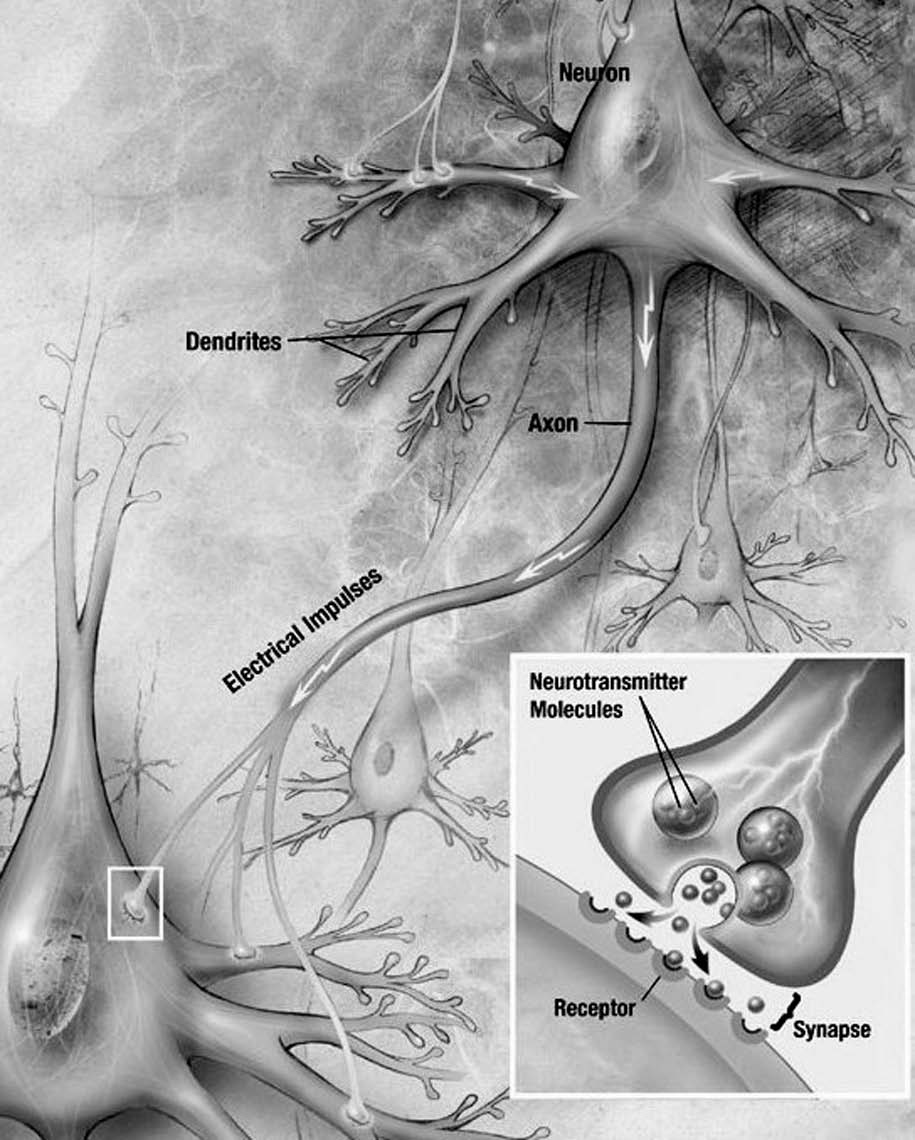 Neuron
Dendrites
Axon
Electrical Impulses
Neurotransmitter
Molecules
Receptor
Synapse